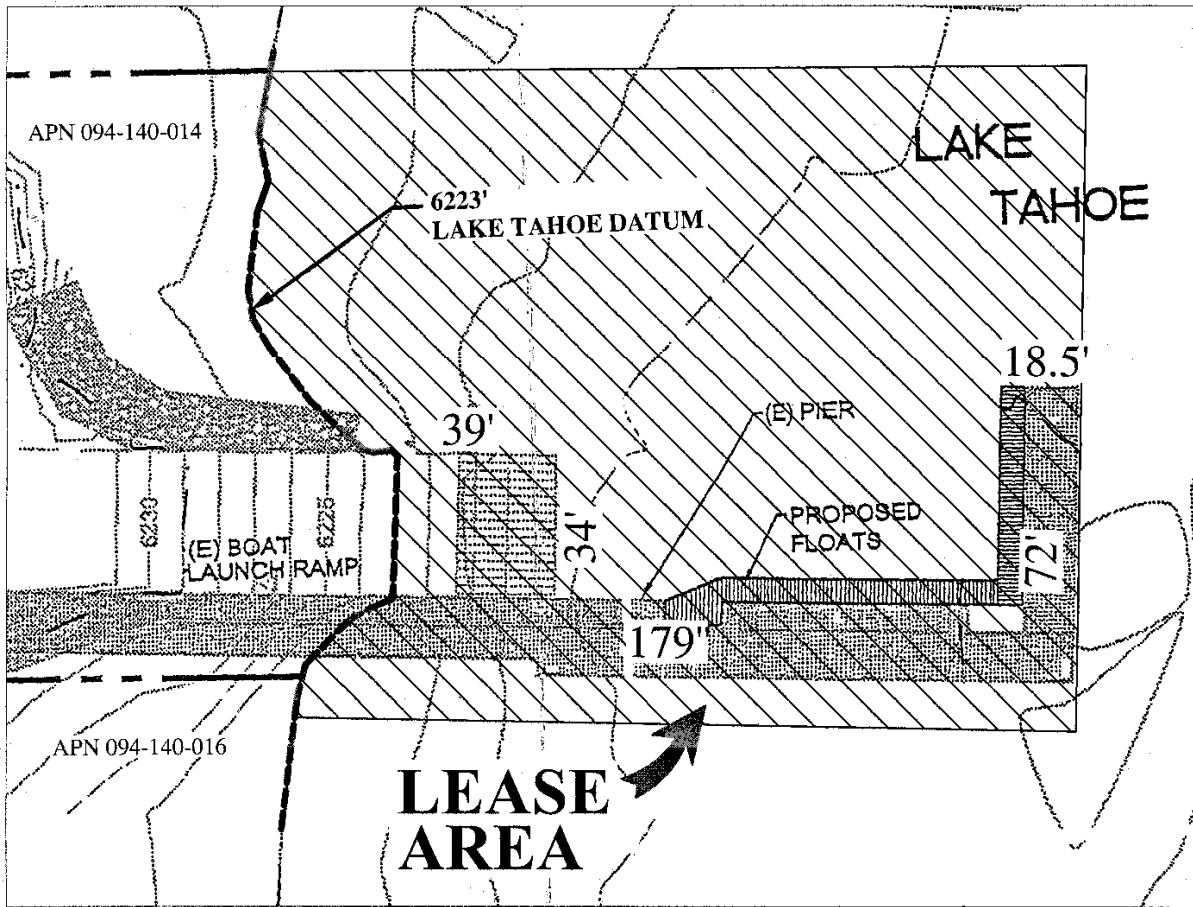 APN 094-140-014
LAKE
TAHOE
6223'
LAKE TAHOE DATUM
18.5'
(E) PIER
39'
PROPOSED
FLOATS
6230
6225
(E) BOAT
LAUNCH RAMP
34'
72'
179'
APN 094-140-016
LEASE
AREA